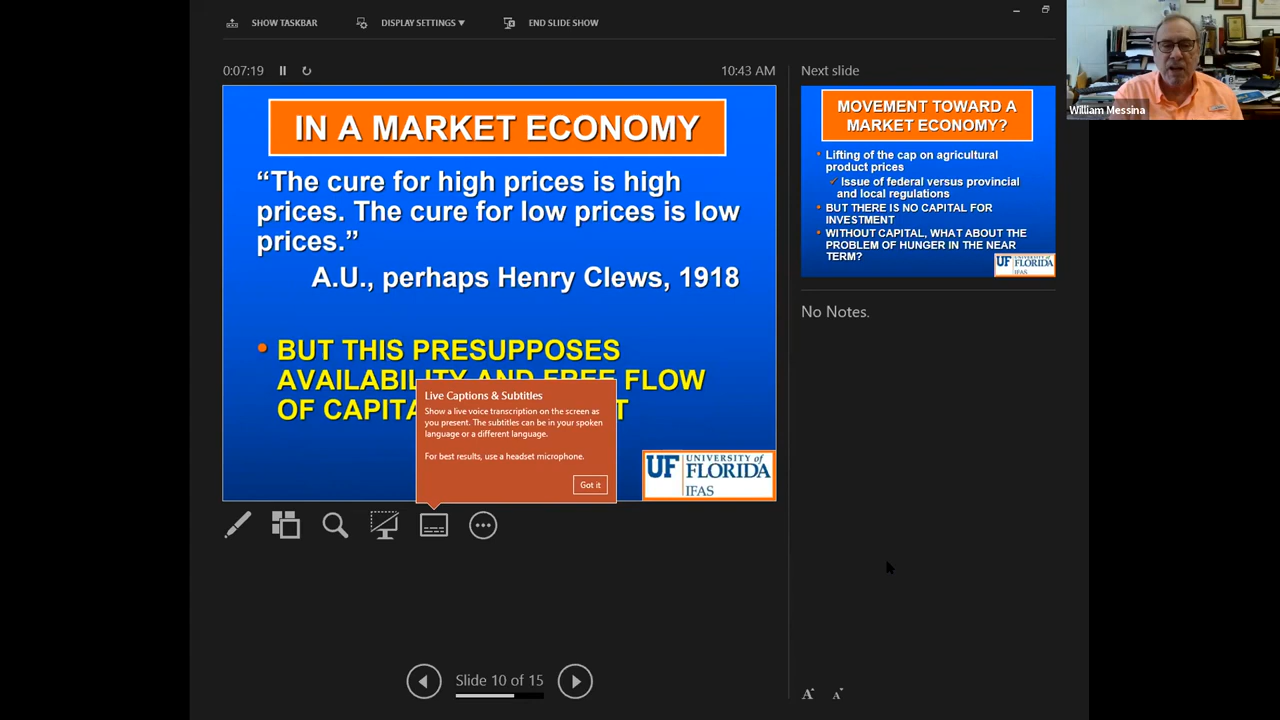 SHOW TASKBAR
DISPLAY SETTINGS ▾
END SLIDE SHOW
0:07:19
10:43 AM
IN A MARKET ECONOMY
“The cure for high prices is high
prices. The cure for low prices is low
prices.”
A.U., perhaps Henry Clews, 1918
• BUT THIS PRESUPPOSES
AVAILABILITY AND FREE FLOW
OF
Live Captions & Subtitles
Show a live voice transcription on the screen as
you present. The subtitles can be in your spoken
language or a different language.
For best results, use a headset microphone.
Got it
UF UNIVERSITY of
FLORIDA
IFAS
Slide 10 of 15
Next slide
MOVEMENT TOWARD A
MARKET ECONOMY?
• Lifting of the cap on agricultural
product prices
✓ Issue of federal versus provincial
and local regulations
• BUT THERE IS NO CAPITAL FOR
INVESTMENT
• WITHOUT CAPITAL, WHAT ABOUT THE
PROBLEM OF HUNGER IN THE NEAR
TERM?
UF UNIVERSITY of
FLORIDA
IFAS
No Notes.
A A
William Messina